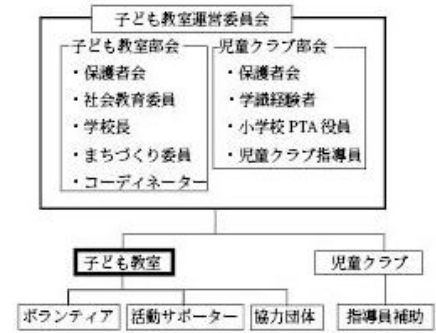 子ども教室運営委員会
子ども教室部会
・保護者会
・社会教育委員
・学校長
・まちづくり委員
・コーディネーター
児童クラブ部会
・保護者会
・学識経験者
・小学校 PTA 役員
・児童クラブ指導員
子ども教室
児童クラブ
ボランティア
活動サポーター
協力団体
指導員補助